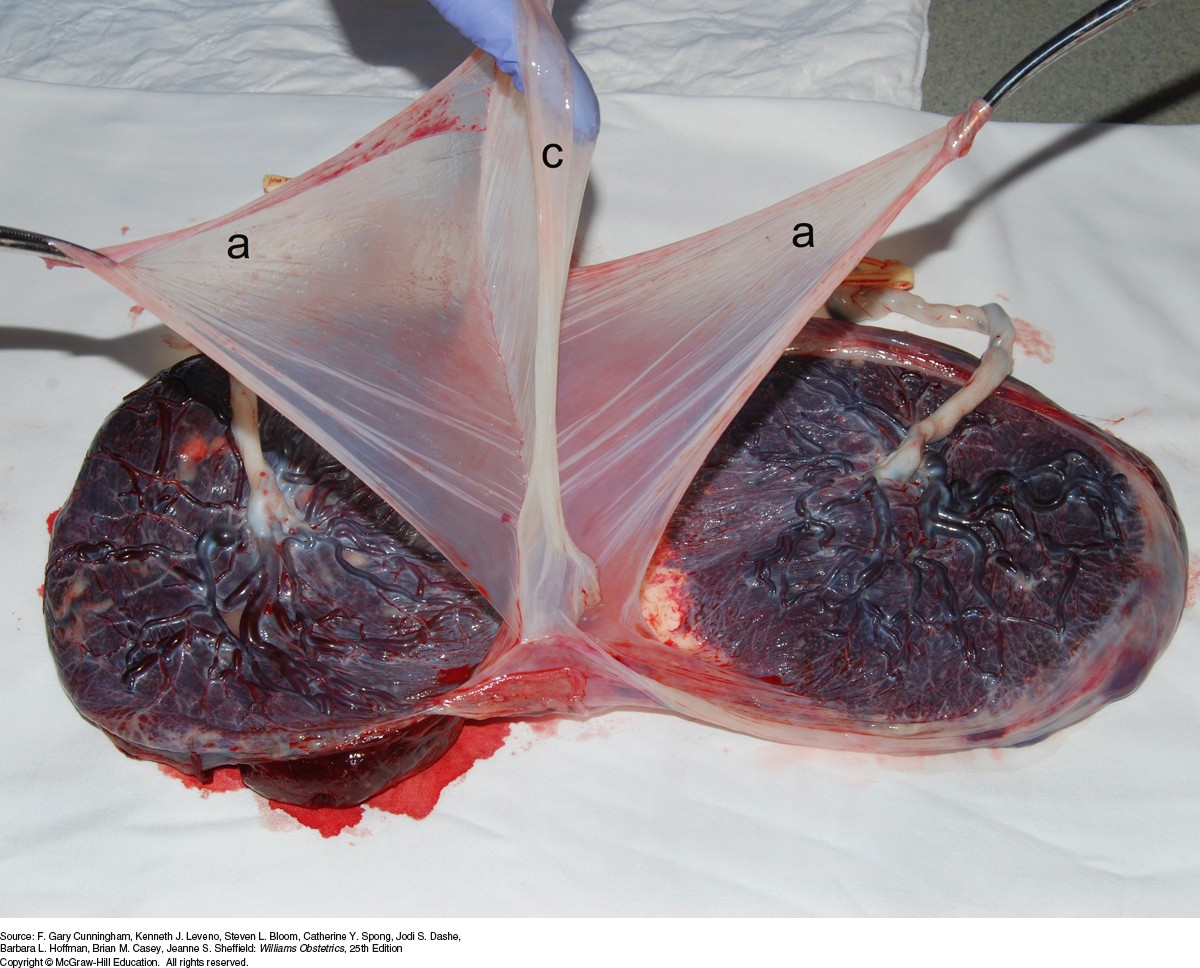 c
a
a
Source: F. Gary Cunningham, Kenneth J. Leveno, Steven L. Bloom, Catherine Y. Spong, Jodi S. Dashe,
Barbara L. Hoffman, Brian M. Casey, Jeanne S. Sheffield: Williams Obstetrics, 25th Edition
Copyright © McGraw-Hill Education.  All rights reserved.